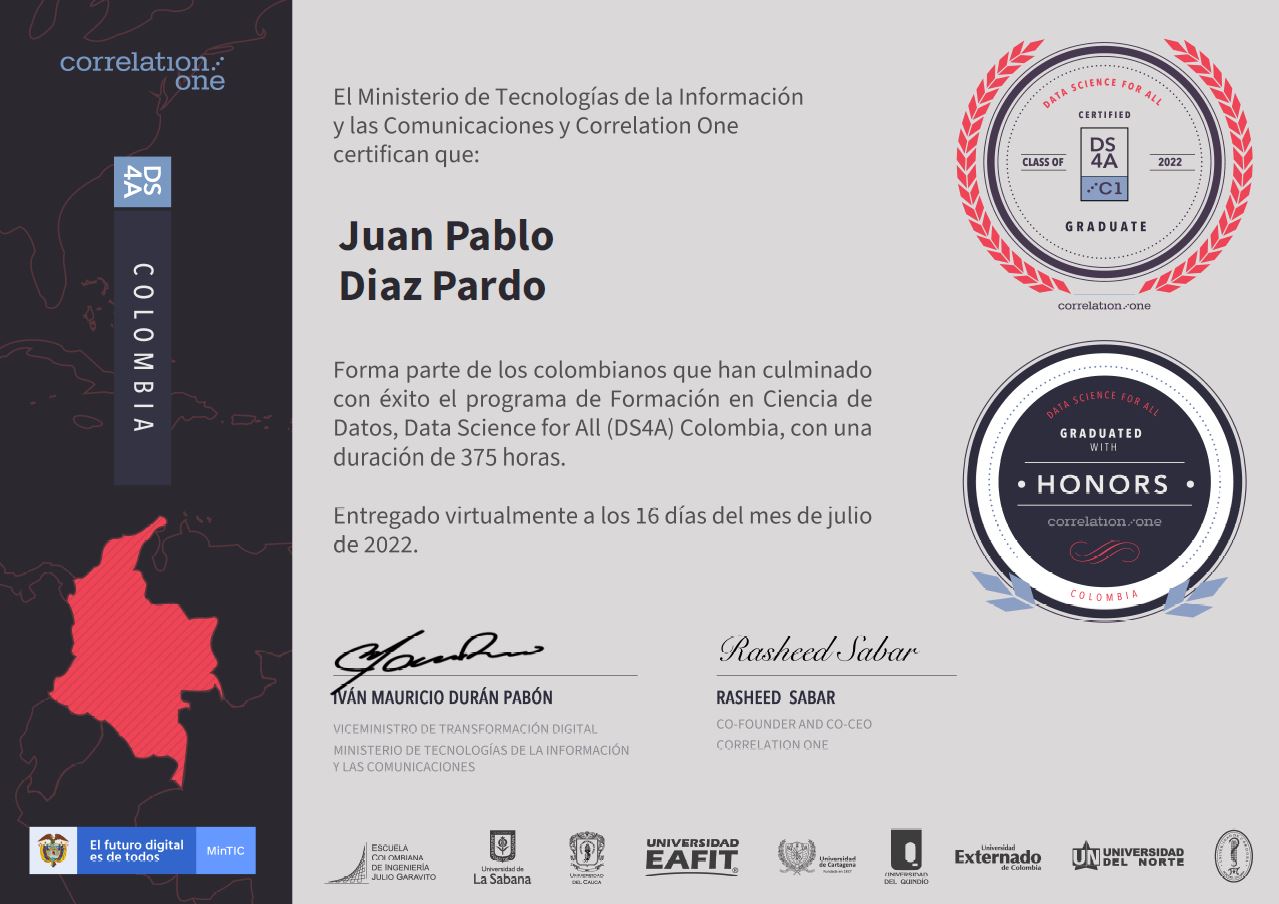 correlation
one
DS
4A
COLOMBIA
El Ministerio de Tecnologías de la Información
y las Comunicaciones y Correlation One
certifican que:
Juan Pablo
Diaz Pardo
Forma parte de los colombianos que han culminado
con éxito el programa de Formación en Ciencia de
Datos, Data Science for All (DS4A) Colombia, con una
duración de 375 horas.
Entregado virtualmente a los 16 días del mes de julio
de 2022.
DATA SCIENCE FOR ALL
CERTIFIED
DS
4A
CLASS OF
2022
C1
GRADUATE
correlation one
DATA SCIENCE FOR ALL
GRADUATED
WITH
• HONORS •
correlation one
COLOMBIA
Rasheed Sabar
IVÁN MAURICIO DURÁN PABÓN
VICEMINISTRO DE TRANSFORMACIÓN DIGITAL
MINISTERIO DE TECNOLOGÍAS DE LA INFORMACIÓN
Y LAS COMUNICACIONES
RASHEED SABAR
CO-FOUNDER AND CO-CEO
CORRELATION ONE
El futuro digital
es de todos
MinTIC
ESCUELA
COLOMBIANA
DE INGENIERÍA
JULIO GARAVITO
Universidad de
La Sabana
UNIVERSIDAD
DEL CAUCA
UNIVERSIDAD
EAFIT®
Universidad
de Cartagena
Fundada en 1827
UNIVERSIDAD
DEL QUINDÍO
Universidad
Externado
de Colombia
UN UNIVERSIDAD
DEL NORTE